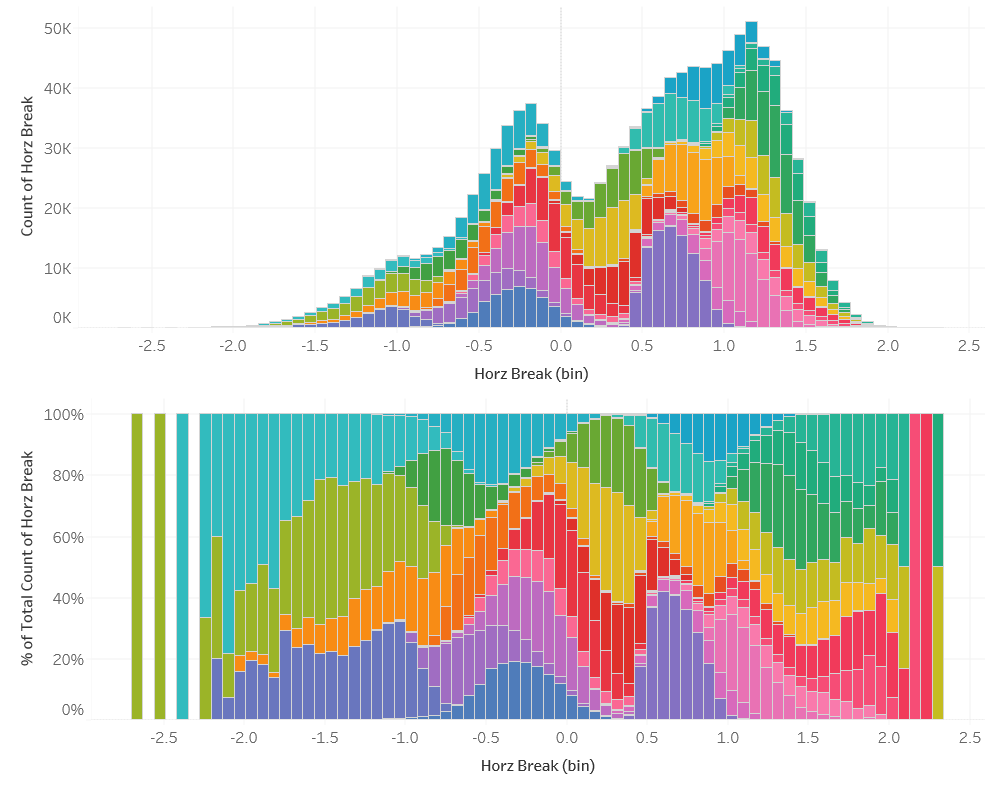 50K
40K
30K
20K
10K
0K
Count of Horz Break
-2.5 -2.0 -1.5 -1.0 -0.5 0.0 0.5 1.0 1.5 2.0 2.5
Horz Break (bin)
100%
80%
60%
40%
20%
0%
% of Total Count of Horz Break
-2.5 -2.0 -1.5 -1.0 -0.5 0.0 0.5 1.0 1.5 2.0 2.5
Horz Break (bin)